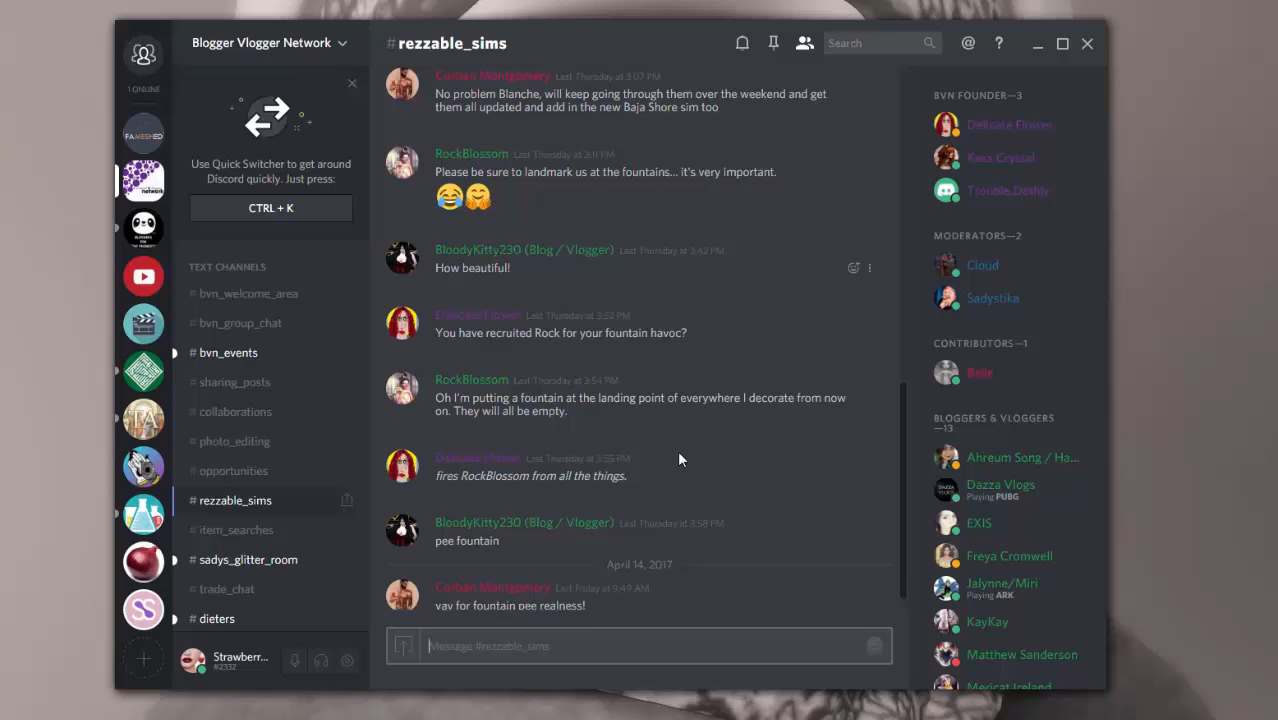 1 ONLINE
FAMESHED
network
Blogger Vlogger Network
Use Quick Switcher to get around
Discord quickly. Just press:
CTRL + K
TEXT CHANNELS
# bvn_welcome_area
# bvn_group_chat
# bvn_events
# sharing_posts
# collaborations
# photo_editing
# opportunities
# rezzable_sims
# item_searches
# sadys_glitter_room
# trade_chat
# dieters
Strawberr...
#2332
TA
# rezzable_sims
Search
Corban Montgomery Last Thursday at 3:07 PM
No problem Blanche, will keep going through them over the weekend and get
them all updated and add in the new Baja Shore sim too
RockBlossom Last Thursday at 3:11 PM
Please be sure to landmark us at the fountains... it's very important.
BloodyKitty230 (Blog / Vlogger) Last Thursday at 3:42 PM
How beautiful!
Delicate Flower Last Thursday at 3:52 PM
You have recruited Rock for your fountain havoc?
RockBlossom Last Thursday at 3:54 PM
Oh I'm putting a fountain at the landing point of everywhere I decorate from now
on. They will all be empty.
Delicate Flower Last Thursday at 3:55 PM
fires RockBlossom from all the things.
BloodyKitty230 (Blog / Vlogger) Last Thursday at 3:58 PM
pee fountain
April 14, 2017
Corban Montgomery Last Friday at 9:49 AM
yay for fountain pee realness!
Message #rezzable_sims
BVN FOUNDER—3
Delicate Flower
Kess Crystal
Trouble.Dethly
MODERATORS—2
Cloud
Sadystika
CONTRIBUTORS—1
Belle
BLOGGERS & VLOGGERS
—13
Ahreum Song / Ha...
DAZZA
VLOGS
Dazza Vlogs
Playing PUBG
EXIS
Freya Cromwell
Jalynne/Miri
Playing ARK
KayKay
Matthew Sanderson
Mericat Ireland